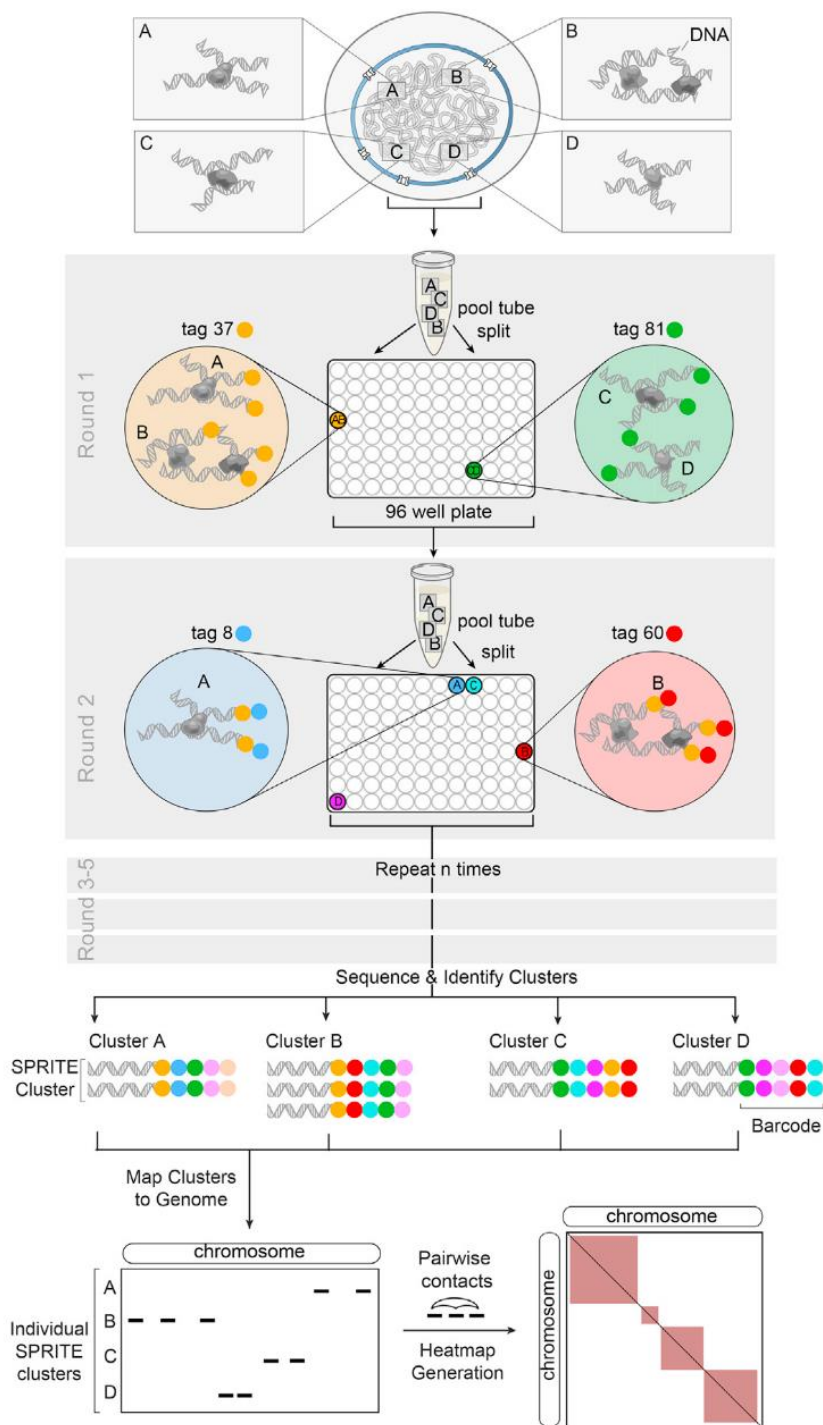 A
B
DNA
A
B
C
D
C
D
Round 1
A
C
D
B
pool tube
split
tag 37
tag 81
A
B
C
D
96 well plate
Round 2
A
C
D
B
pool tube
split
tag 8
tag 60
A
A
C
B
B
D
Round 3-5
Repeat n times
Sequence & Identify Clusters
Cluster A
Cluster B
Cluster C
Cluster D
SPRITE
Cluster
Barcode
Map Clusters
to Genome
chromosome
chromosome
Pairwise
contacts
Heatmap
Generation
chromosome
Individual
SPRITE
clusters
A
B
C
D